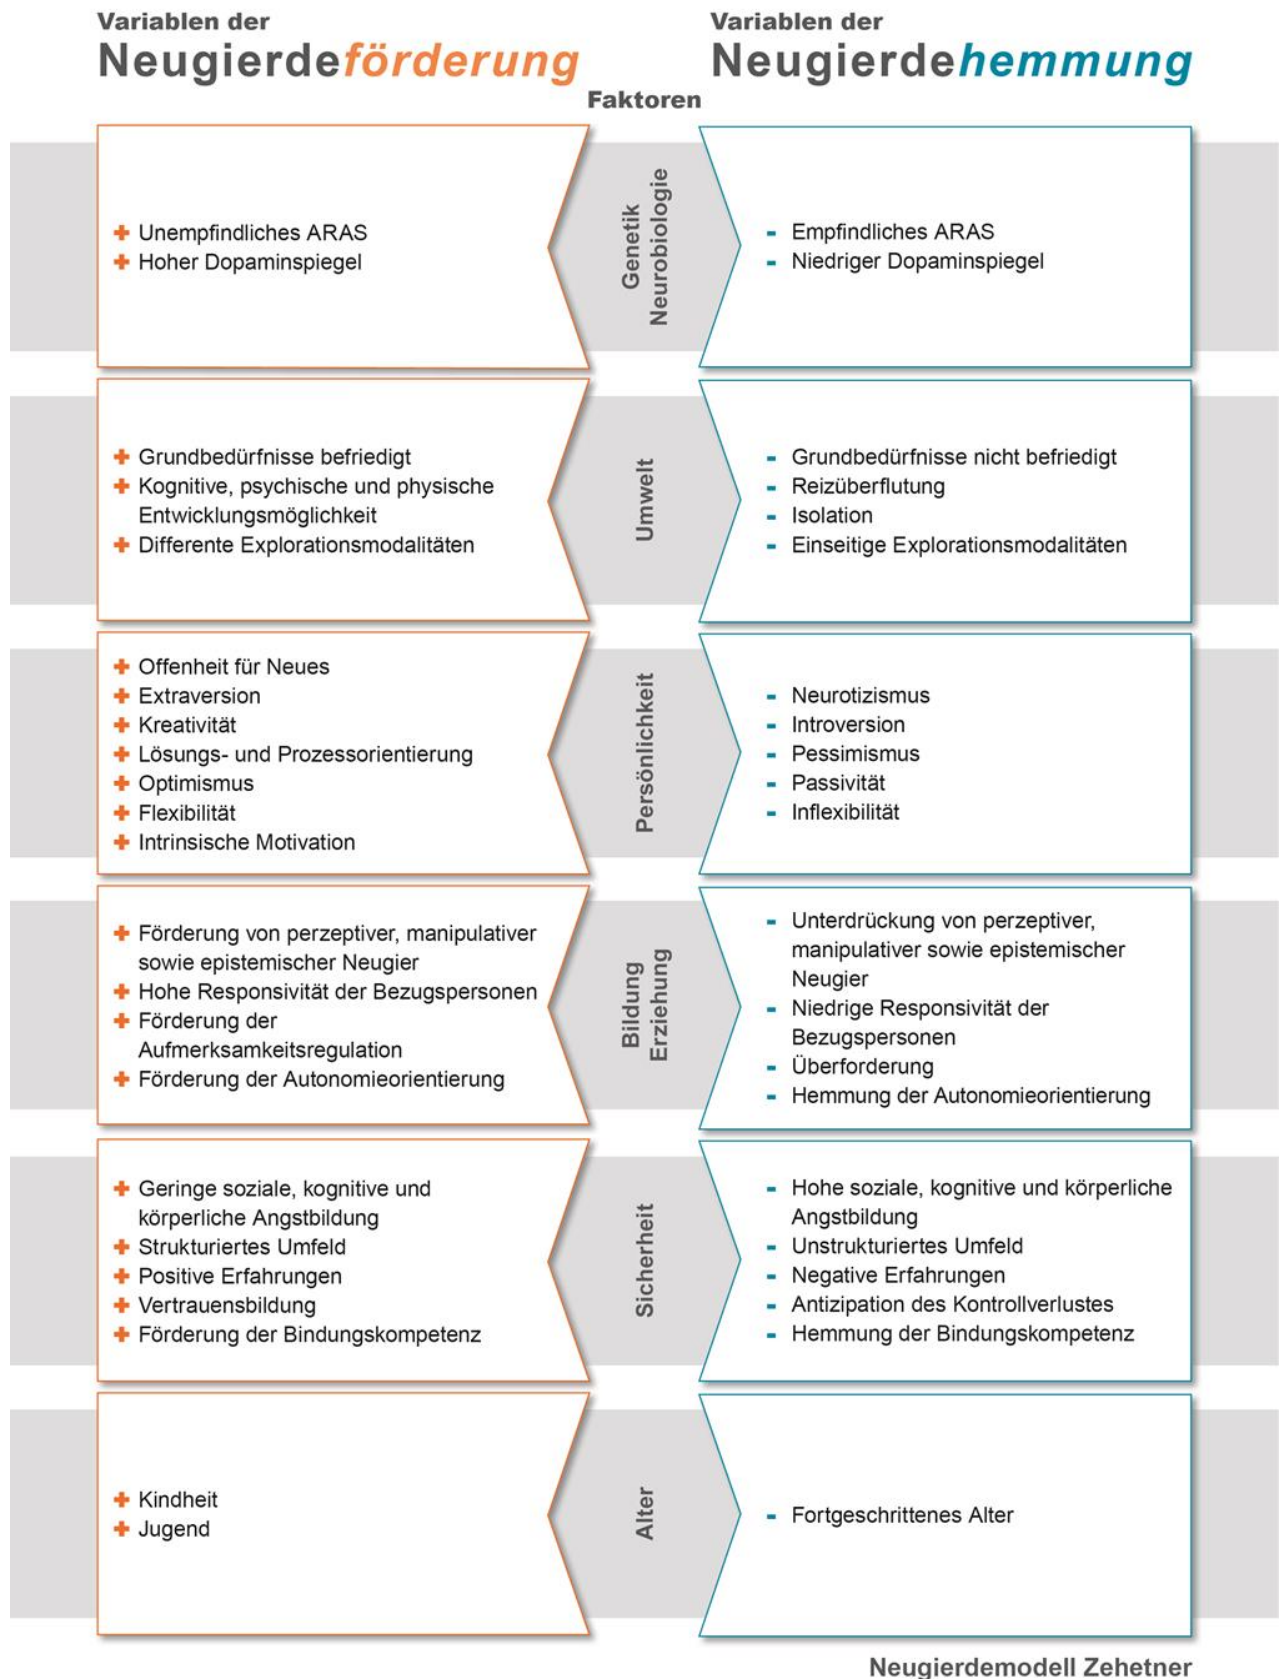 Variablen der
Neugierdeförderung
Variablen der
Neugierdehemmung
Faktoren
+ Unempfindliches ARAS
+ Hoher Dopaminspiegel
Genetik
Neurobiologie
- Empfindliches ARAS
- Niedriger Dopaminspiegel
+ Grundbedürfnisse befriedigt
+ Kognitive, psychische und physische
Entwicklungsmöglichkeit
+ Differente Explorationsmodalitäten
Umwelt
- Grundbedürfnisse nicht befriedigt
- Reizüberflutung
- Isolation
- Einseitige Explorationsmodalitäten
+ Offenheit für Neues
+ Extraversion
+ Kreativität
+ Lösungs- und Prozessorientierung
+ Optimismus
+ Flexibilität
+ Intrinsische Motivation
Persönlichkeit
- Neurotizismus
- Introversion
- Pessimismus
- Passivität
- Inflexibilität
+ Förderung von perzeptiver, manipulativer
sowie epistemischer Neugier
+ Hohe Responsivität der Bezugspersonen
+ Förderung der
Aufmerksamkeitsregulation
+ Förderung der Autonomieorientierung
Bildung
Erziehung
- Unterdrückung von perzeptiver,
manipulativer sowie epistemischer
Neugier
- Niedrige Responsivität der
Bezugspersonen
- Überforderung
- Hemmung der Autonomieorientierung
+ Geringe soziale, kognitive und
körperliche Angstbildung
+ Strukturiertes Umfeld
+ Positive Erfahrungen
+ Vertrauensbildung
+ Förderung der Bindungskompetenz
Sicherheit
- Hohe soziale, kognitive und körperliche
Angstbildung
- Unstrukturiertes Umfeld
- Negative Erfahrungen
- Antizipation des Kontrollverlustes
- Hemmung der Bindungskompetenz
+ Kindheit
+ Jugend
Alter
- Fortgeschrittenes Alter
Neugierdemodell Zehetner